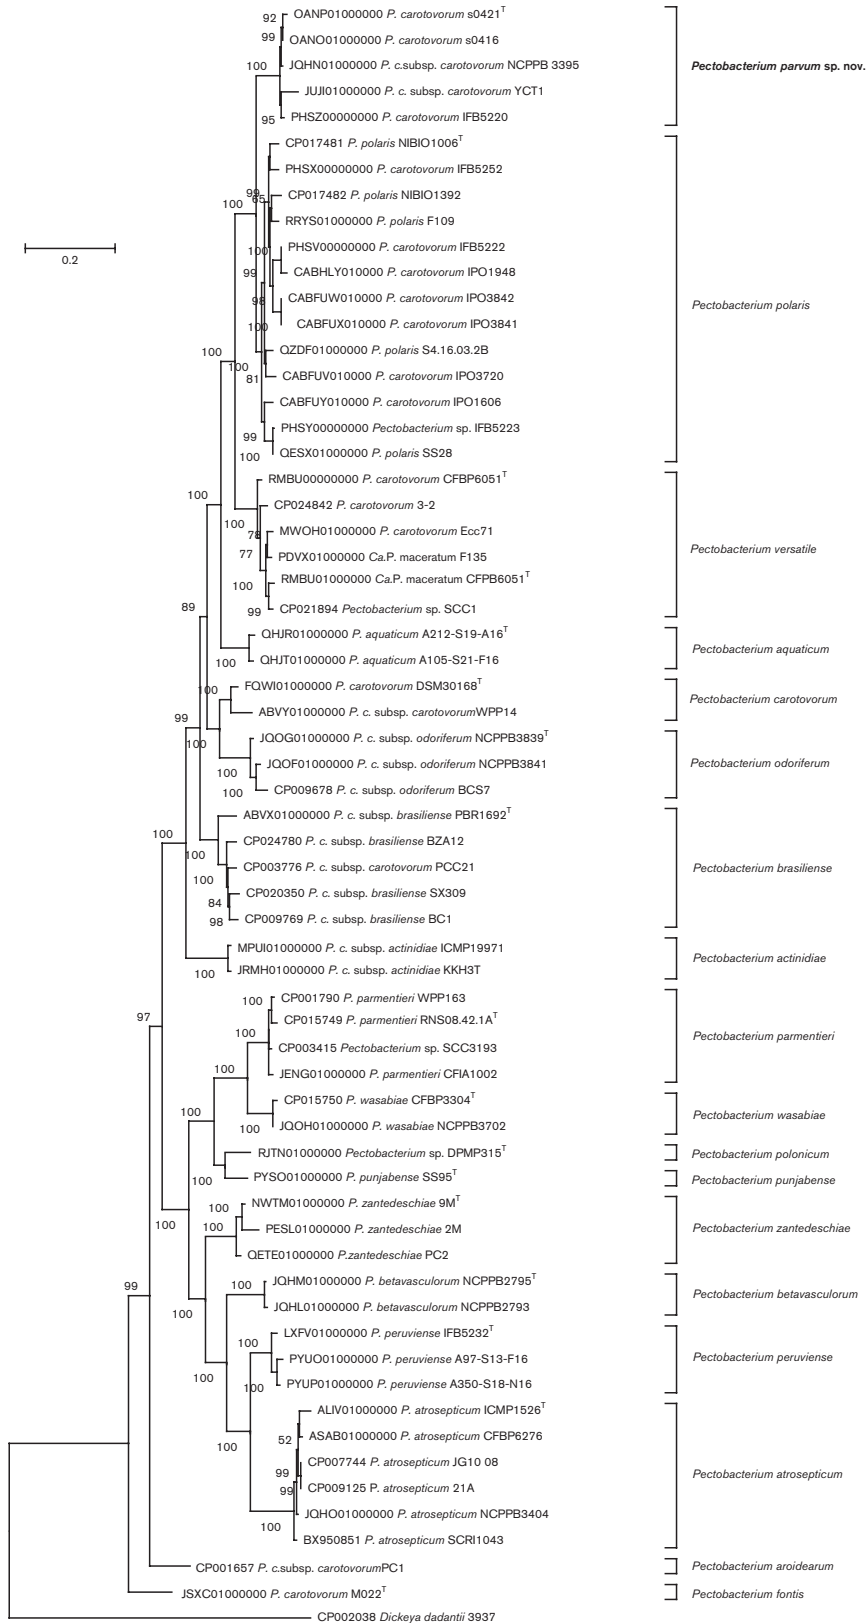 92 OANP01000000 P. carotovorum s0421T
99 OANO01000000 P. carotovorum s0416
100 JQHN01000000 P. c.subsp. carotovorum NCPPB 3395
Pectobacterium parvum sp. nov.
JUJI01000000 P. c. subsp. carotovorum YCT1
95 PHSZ00000000 P. carotovorum IFB5220
CP017481 P. polaris NIBIO1006T
PHSX00000000 P. carotovorum IFB5252
99 65 CP017482 P. polaris NIBIO1392
100 RRYS01000000 P. polaris F109
100 PHSV00000000 P. carotovorum IFB5222
0.2
99 CABHLY010000 P. carotovorum IPO1948
98 CABFUW010000 P. carotovorum IPO3842
Pectobacterium polaris
100 CABFUX010000 P. carotovorum IPO3841
100 QZDF01000000 P. polaris S4.16.03.2B
100 81 CABFUV010000 P. carotovorum IPO3720
CABFUY010000 P. carotovorum IPO1606
99 PHSY00000000 Pectobacterium sp. IFB5223
100 QESX01000000 P. polaris SS28
RMBU00000000 P. carotovorum CFBP6051T
100 CP024842 P. carotovorum 3-2
100 78 MWOH01000000 P. carotovorum Ecc71
Pectobacterium versatile
77 PDVX01000000 Ca.P. maceratum F135
100 RMBU01000000 Ca.P. maceratum CFPB6051T
99 CP021894 Pectobacterium sp. SCC1
89
QHJR01000000 P. aquaticum A212-S19-A16T
Pectobacterium aquaticum
100 QHJT01000000 P. aquaticum A105-S21-F16
100 FQWI01000000 P. carotovorum DSM30168T
Pectobacterium carotovorum
99 ABVY01000000 P. c. subsp. carotovorumWPP14
100 JQOG01000000 P. c. subsp. odoriferum NCPPB3839T
Pectobacterium odoriferum
100 JQOF01000000 P. c. subsp. odoriferum NCPPB3841
100 CP009678 P. c. subsp. odoriferum BCS7
ABVX01000000 P. c. subsp. brasiliense PBR1692T
100 CP024780 P. c. subsp. brasiliense BZA12
100 CP003776 P. c. subsp. carotovorum PCC21
Pectobacterium brasiliense
100 CP020350 P. c. subsp. brasiliense SX309
84
98 CP009769 P. c. subsp. brasiliense BC1
MPUI01000000 P. c. subsp. actinidiae ICMP19971
Pectobacterium actinidiae
100 JRMH01000000 P. c. subsp. actinidiae KKH3T
100 CP001790 P. parmentieri WPP163
97 CP015749 P. parmentieri RNS08.42.1AT
Pectobacterium parmentieri
100 CP003415 Pectobacterium sp. SCC3193
100 JENG01000000 P. parmentieri CFIA1002
CP015750 P. wasabiae CFBP3304T
Pectobacterium wasabiae
100 100 JQOH01000000 P. wasabiae NCPPB3702
RJTN01000000 Pectobacterium sp. DPMP315T
Pectobacterium polonicum
100 PYSO01000000 P. punjabense SS95T
Pectobacterium punjabense
100 NWTM01000000 P. zantedeschiae 9MT
100 100 PESL01000000 P. zantedeschiae 2M
Pectobacterium zantedeschiae
QETE01000000 P.zantedeschiae PC2
99 100 JQHM01000000 P. betavasculorum NCPPB2795T
Pectobacterium betavasculorum
100 JQHL01000000 P. betavasculorum NCPPB2793
100 LXFV01000000 P. peruviense IFB5232T
Pectobacterium peruviense
PYUO01000000 P. peruviense A97-S13-F16
100 100 PYUP01000000 P. peruviense A350-S18-N16
ALIV01000000 P. atrosepticum ICMP1526T
100 52 ASAB01000000 P. atrosepticum CFBP6276
CP007744 P. atrosepticum JG10 08
99
Pectobacterium atrosepticum
99 CP009125 P. atrosepticum 21A
JQHO01000000 P. atrosepticum NCPPB3404
100 BX950851 P. atrosepticum SCRI1043
CP001657 P. c.subsp. carotovorumPC1
Pectobacterium aroidearum
JSXC01000000 P. carotovorum M022T
Pectobacterium fontis
CP002038 Dickeya dadantii 3937